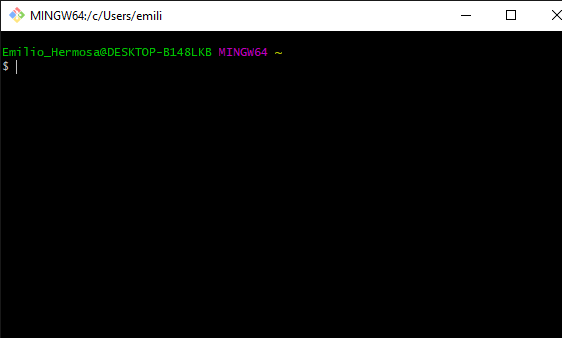 MINGW64:/c/Users/emili
Emilio_Hermosa@DESKTOP-B148LKB MINGW64 ~
$